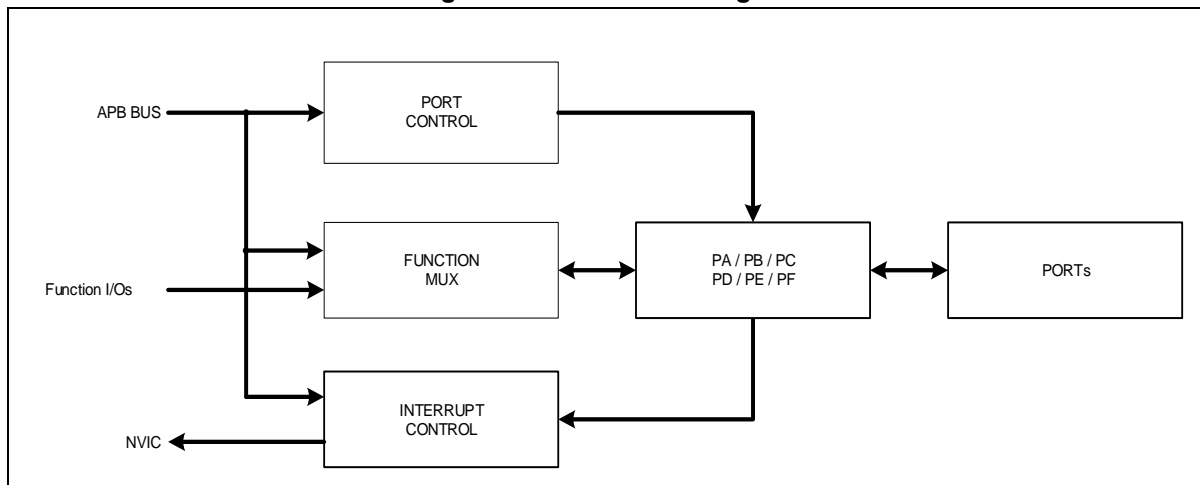 APB BUS
PORT
CONTROL
Function I/Os
FUNCTION
MUX
PA / PB / PC
PD / PE / PF
PORTs
NVIC
INTERRUPT
CONTROL